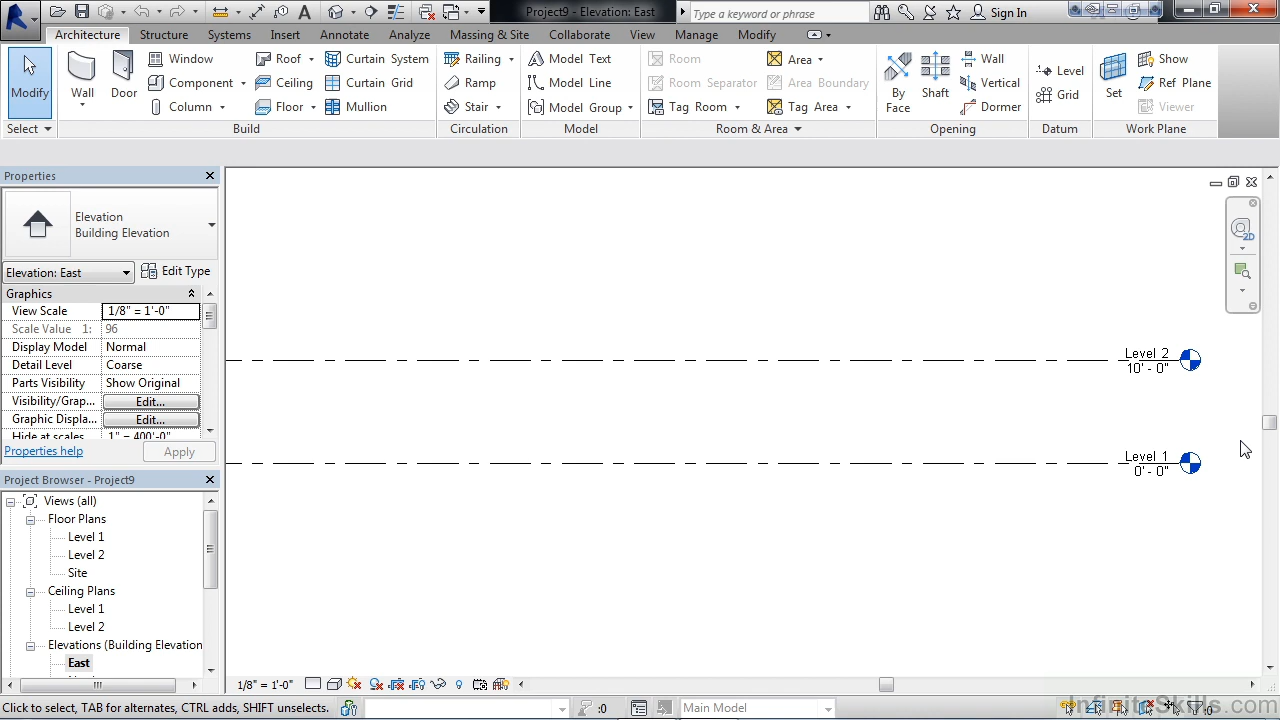 Project9 - Elevation: East
Type a keyword or phrase
Sign In
Architecture Structure Systems Insert Annotate Analyze Massing & Site Collaborate View Manage Modify
Modify
Select
Wall
Door
Window
Component
Column
Roof
Ceiling
Floor
Curtain System
Curtain Grid
Mullion
Build
Railing
Ramp
Stair
Circulation
Model Text
Model Line
Model Group
Model
Room
Room Separator
Tag Room
Area
Area Boundary
Tag Area
Room & Area
By
Face
Shaft
Wall
Vertical
Dormer
Opening
Level
Grid
Datum
Set
Show
Ref Plane
Viewer
Work Plane
Properties
Elevation
Building Elevation
Elevation: East
Edit Type
Graphics
View Scale 1/8" = 1'-0"
Scale Value 1: 96
Display Model Normal
Detail Level Coarse
Parts Visibility Show Original
Visibility/Grap... Edit...
Graphic Displa... Edit...
Hide at scales 1" = 400'-0"
Properties help
Apply
Project Browser - Project9
Views (all)
Floor Plans
Level 1
Level 2
Site
Ceiling Plans
Level 1
Level 2
Elevations (Building Elevation
East
2D
Level 2
10' - 0"
Level 1
0' - 0"
1/8" = 1'-0"
Click to select, TAB for alternates, CTRL adds, SHIFT unselects.
:0
Main Model
:0
InfiniteSkills.com